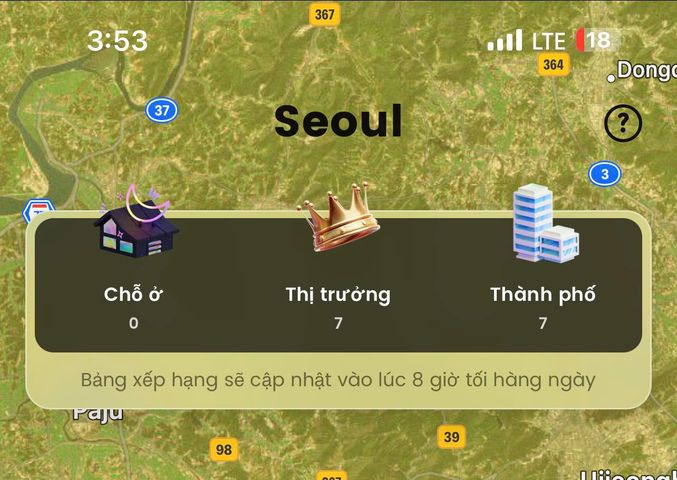 367
3:53
LTE
18
364
37
Seoul
?
3
Chỗ ở
Thị trưởng
Thành phố
0
7
7
Bảng xếp hạng sẽ cập nhật vào lúc 8 giờ tối hàng ngày
Paju
39
98